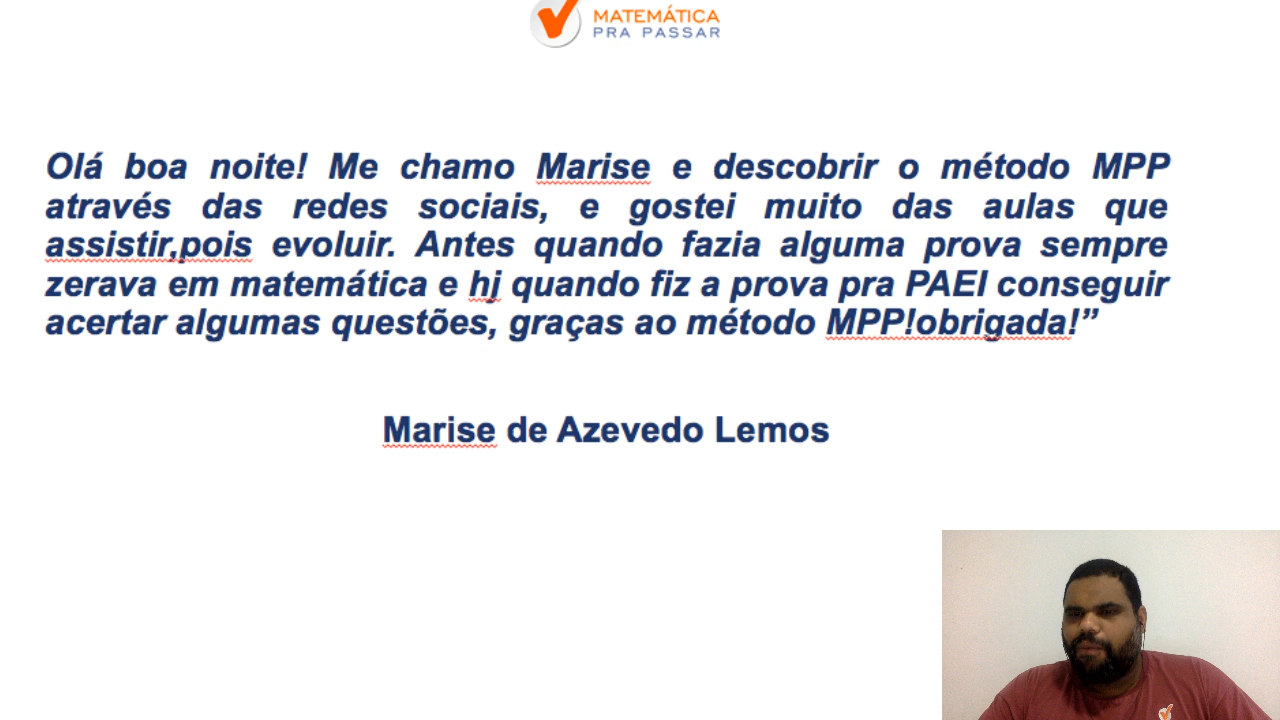 MATEMÁTICA
PRA PASSAR
Olá boa noite! Me chamo Marise e descobrir o método MPP
através das redes sociais, e gostei muito das aulas que
assistir,pois evoluir. Antes quando fazia alguma prova sempre
zerava em matemática e hj quando fiz a prova pra PAEI conseguir
acertar algumas questões, graças ao método MPP!obrigada!”
Marise de Azevedo Lemos